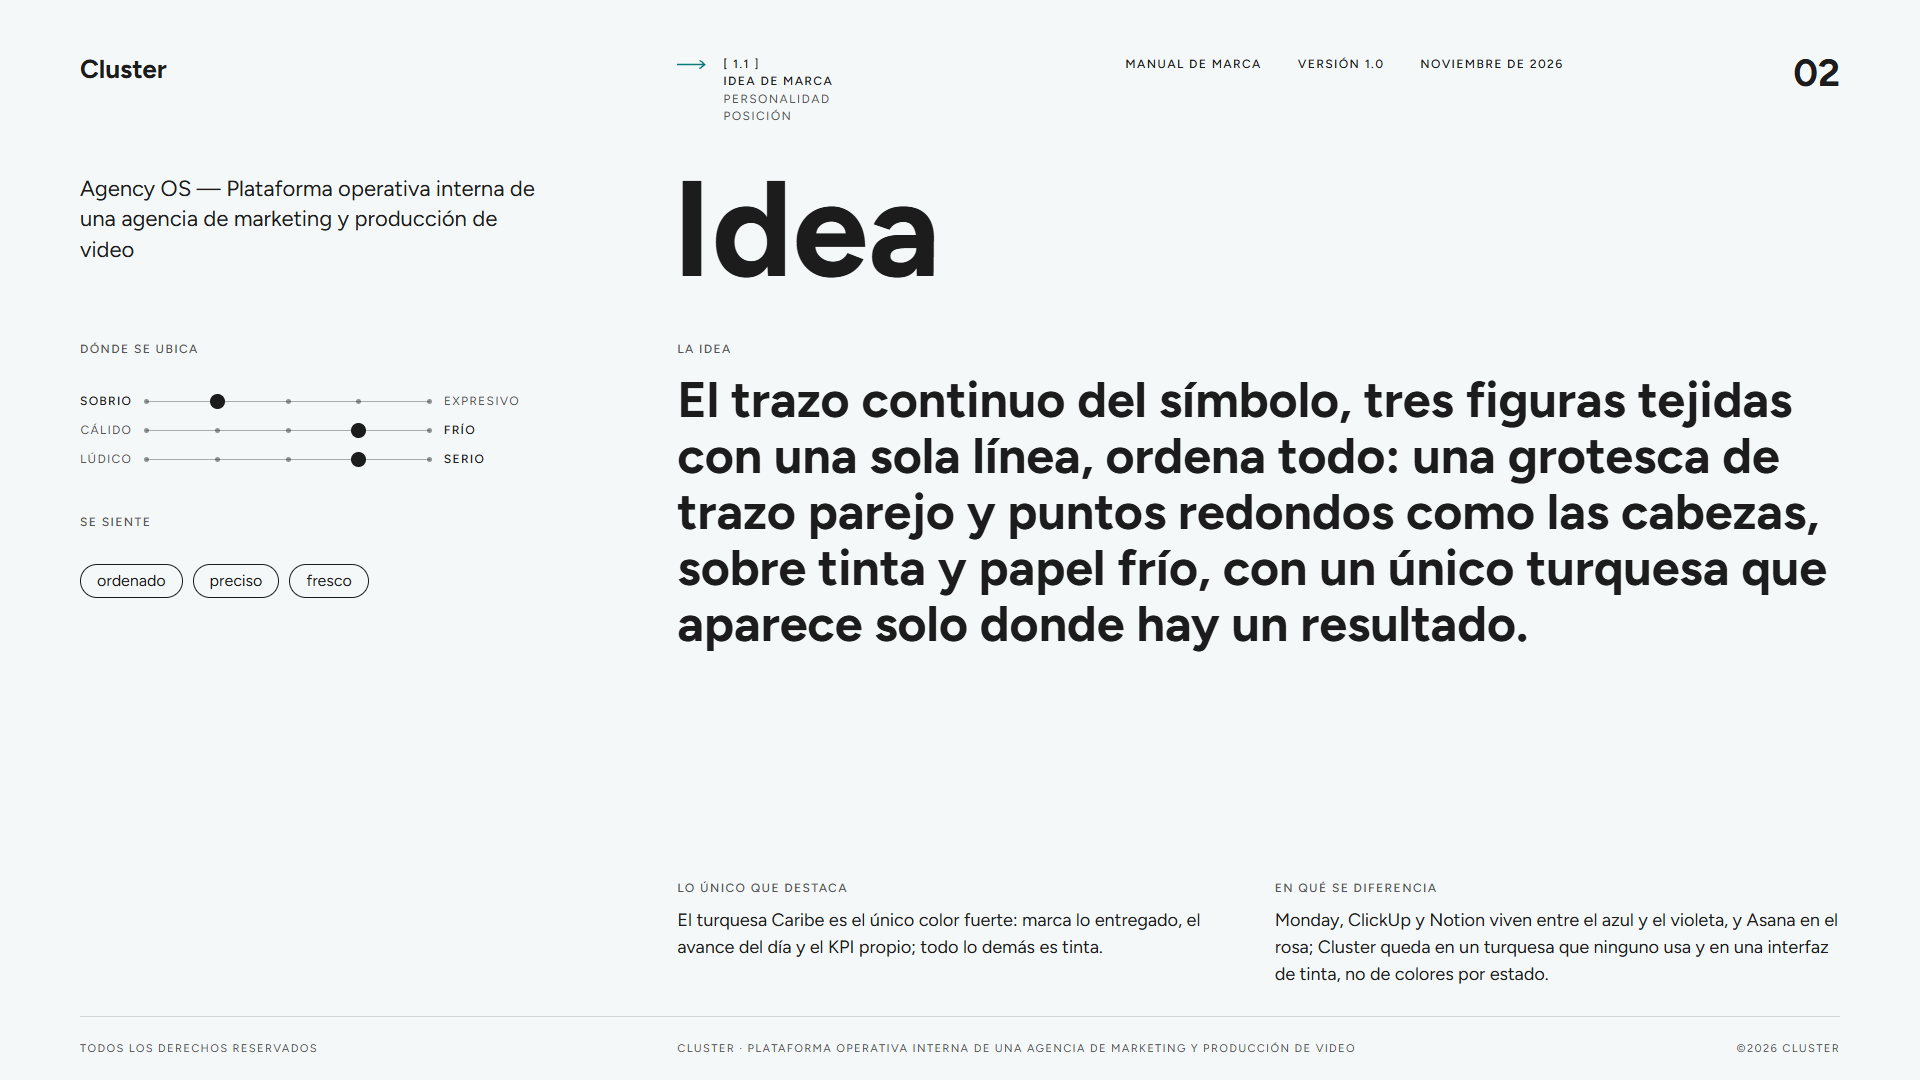 Cluster
[ 1.1 ]
IDEA DE MARCA
PERSONALIDAD
POSICIÓN
MANUAL DE MARCA
VERSIÓN 1.0
NOVIEMBRE DE 2026
02
Agency OS — Plataforma operativa interna de
una agencia de marketing y producción de
video
Idea
DÓNDE SE UBICA
SOBRIO
EXPRESIVO
CÁLIDO
FRÍO
LÚDICO
SERIO
SE SIENTE
ordenado
preciso
fresco
LA IDEA
El trazo continuo del símbolo, tres figuras tejidas
con una sola línea, ordena todo: una grotesca de
trazo parejo y puntos redondos como las cabezas,
sobre tinta y papel frío, con un único turquesa que
aparece solo donde hay un resultado.
LO ÚNICO QUE DESTACA
El turquesa Caribe es el único color fuerte: marca lo entregado, el
avance del día y el KPI propio; todo lo demás es tinta.
EN QUÉ SE DIFERENCIA
Monday, ClickUp y Notion viven entre el azul y el violeta, y Asana en el
rosa; Cluster queda en un turquesa que ninguno usa y en una interfaz
de tinta, no de colores por estado.
TODOS LOS DERECHOS RESERVADOS
CLUSTER · PLATAFORMA OPERATIVA INTERNA DE UNA AGENCIA DE MARKETING Y PRODUCCIÓN DE VIDEO
©2026 CLUSTER